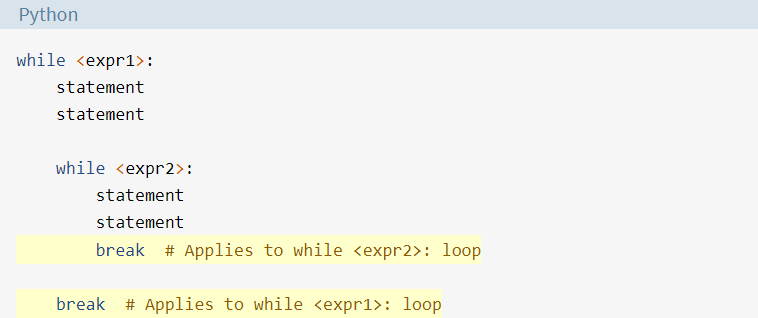 Python
while <expr1>:
    statement
    statement

    while <expr2>:
        statement
        statement
        break  # Applies to while <expr2>: loop

    break  # Applies to while <expr1>: loop